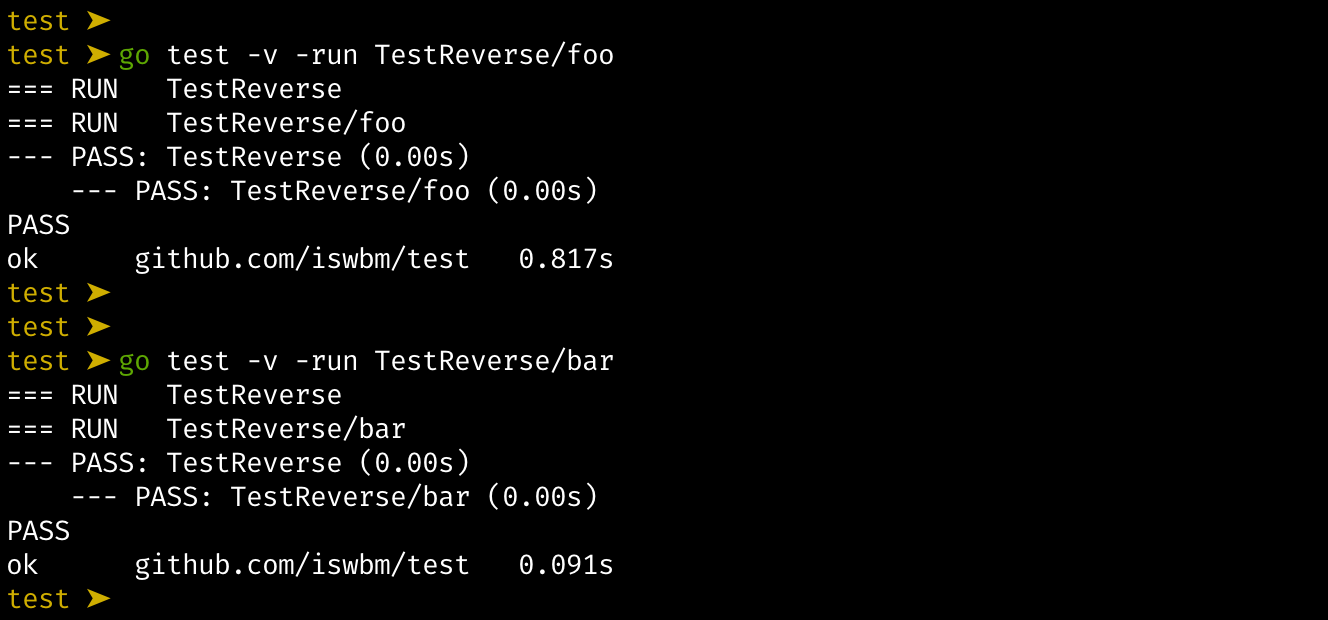 test ➤
test ➤ go test -v -run TestReverse/foo
=== RUN   TestReverse
=== RUN   TestReverse/foo
--- PASS: TestReverse (0.00s)
    --- PASS: TestReverse/foo (0.00s)
PASS
ok      github.com/iswbm/test   0.817s
test ➤
test ➤
test ➤ go test -v -run TestReverse/bar
=== RUN   TestReverse
=== RUN   TestReverse/bar
--- PASS: TestReverse (0.00s)
    --- PASS: TestReverse/bar (0.00s)
PASS
ok      github.com/iswbm/test   0.091s
test ➤